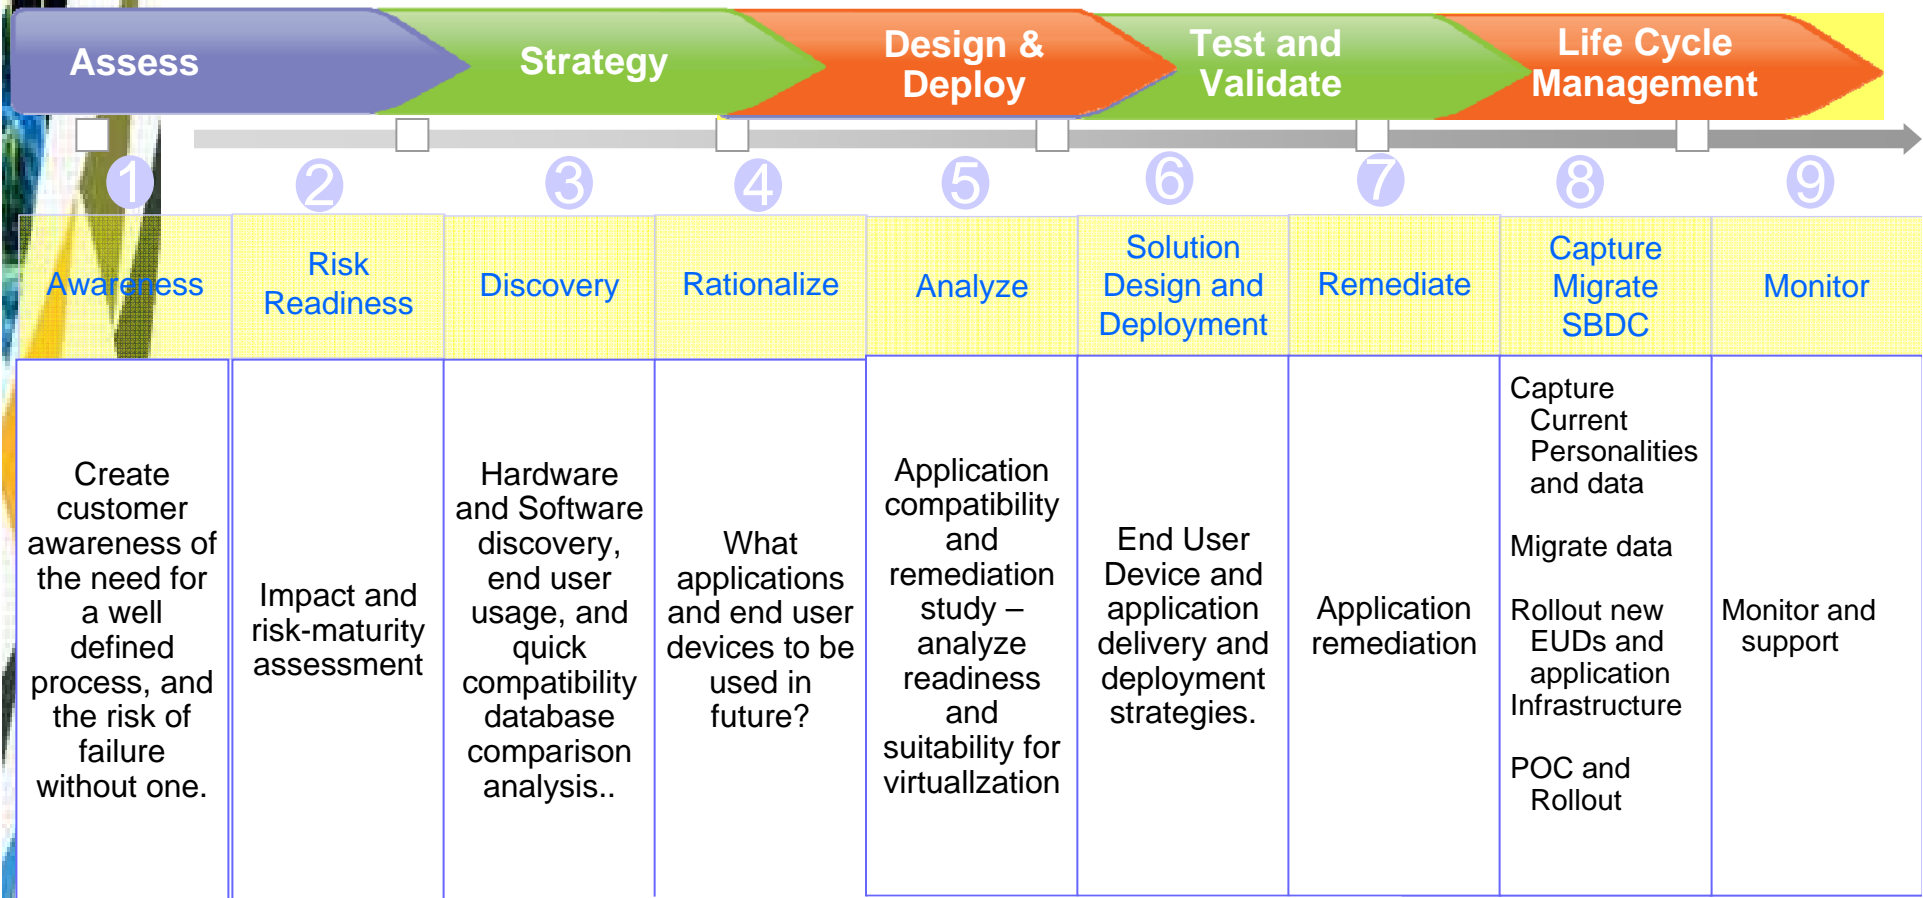 Assess
Strategy
Design &
Deploy
Test and
Validate
Life Cycle
Management
1
2
3
4
5
6
7
8
9
Awareness
Risk
Readiness
Discovery
Rationalize
Analyze
Solution
Design and
Deployment
Remediate
Capture
Migrate
SBDC
Monitor
Create
customer
awareness of
the need for
a well
defined
process, and
the risk of
failure
without one.
Impact and
risk-maturity
assessment
Hardware
and Software
discovery,
end user
usage, and
quick
compatibility
database
comparison
analysis..
What
applications
and end user
devices to be
used in
future?
Application
compatibility
and
remediation
study –
analyze
readiness
and
suitability for
virtuallzation
End User
Device and
application
delivery and
deployment
strategies.
Application
remediation
Capture
Current
Personalities
and data
Migrate data
Rollout new
EUDs and
application
Infrastructure
POC and
Rollout
Monitor and
support